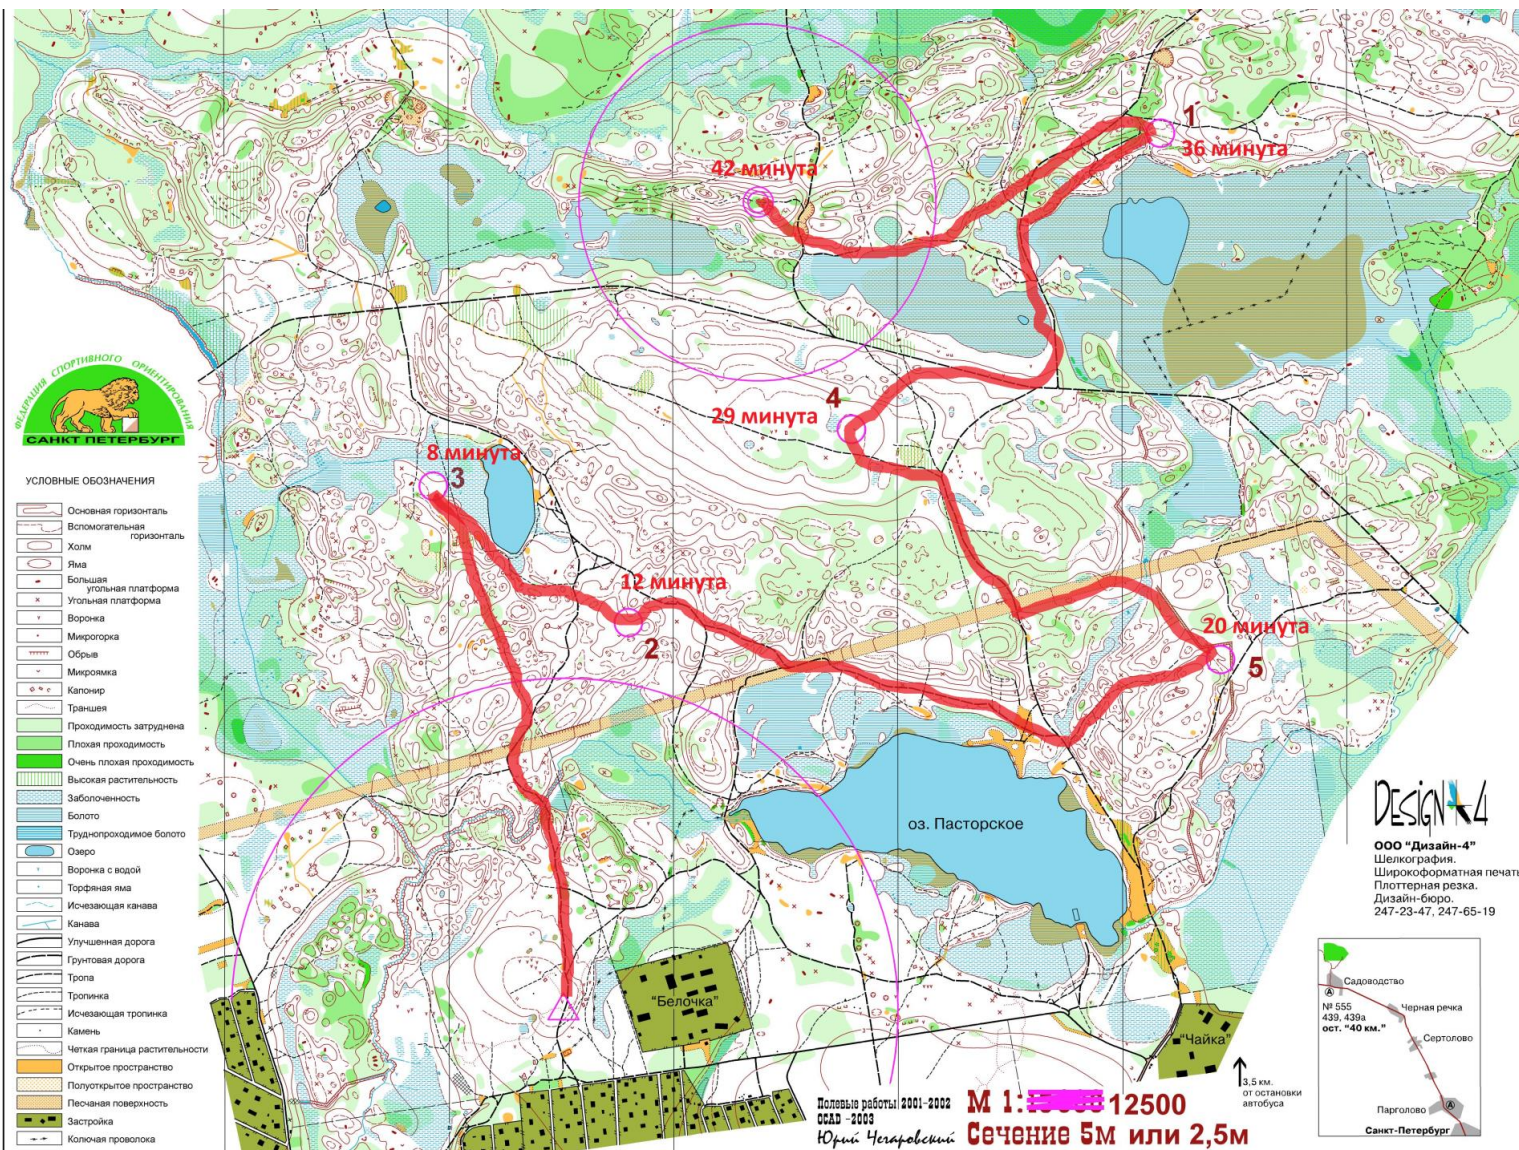 1
36 минута
42 минута
4
29 минута
8 минута
3
12 минута
2
20 минута
5
ФЕДЕРАЦИЯ СПОРТИВНОГО ОРИЕНТИРОВАНИЯ
САНКТ ПЕТЕРБУРГ
УСЛОВНЫЕ ОБОЗНАЧЕНИЯ
Основная горизонталь
Вспомогательная
горизонталь
Холм
Яма
Большая
угольная платформа
Угольная платформа
Воронка
Микрогорка
Обрыв
Микроямка
Капонир
Траншея
Проходимость затруднена
Плохая проходимость
Очень плохая проходимость
Высокая растительность
Заболоченность
Болото
Труднопроходимое болото
Озеро
Воронка с водой
Торфяная яма
Исчезающая канава
Канава
Улучшенная дорога
Грунтовая дорога
Тропа
Тропинка
Исчезающая тропинка
Камень
Четкая граница растительности
Открытое пространство
Полуоткрытое пространство
Песчаная поверхность
Застройка
Колючая проволока
оз. Пасторское
"Белочка"
"Чайка"
3,5 км.
от остановки
автобуса
DESIGN 4
ООО "Дизайн-4"
Шелкография.
Широкоформатная печать
Плоттерная резка.
Дизайн-бюро.
247-23-47, 247-65-19
Садоводство
А
№ 555
439, 439а
ост. "40 км."
Черная речка
Сертолово
А
Парголово
Санкт-Петербург
Полевые работы 2001-2002
OCAD -2003
Юрий Чегаровский
М 1: 12500
Сечение 5м или 2,5м